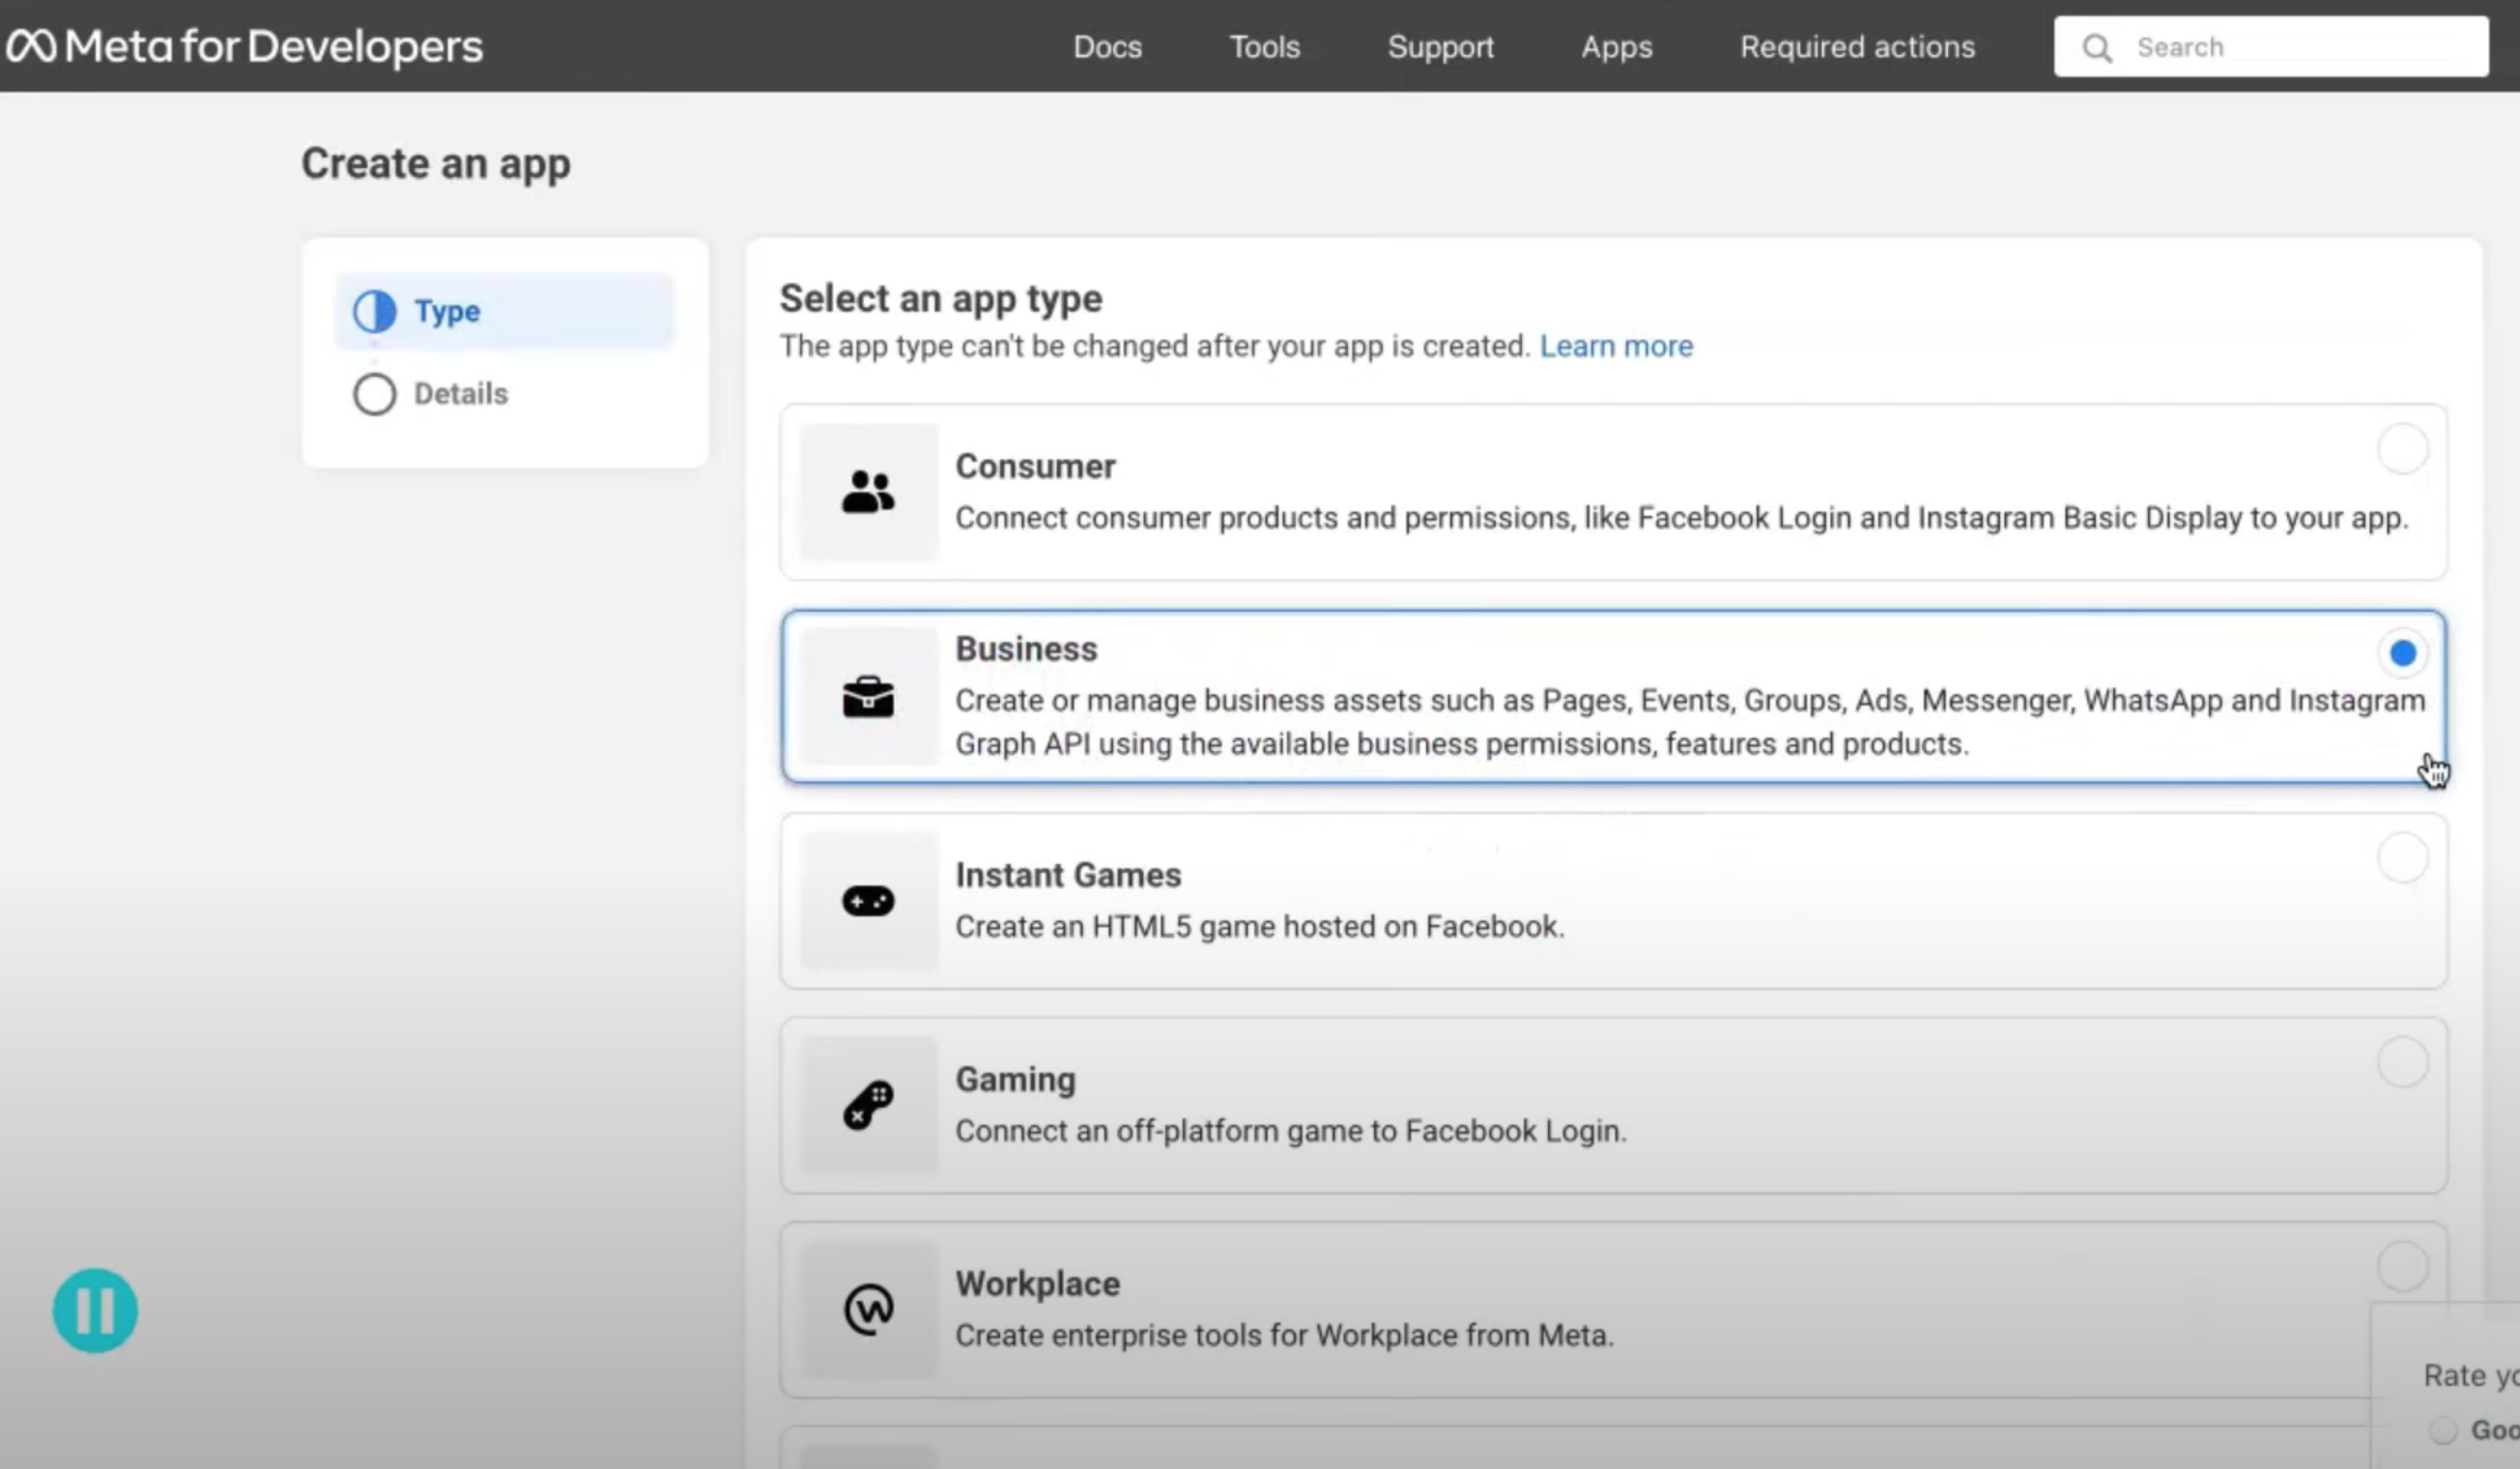 Meta for Developers
Docs
Tools
Support
Apps
Required actions
Search
Create an app
Type
Details
Select an app type
The app type can't be changed after your app is created. Learn more
Consumer
Connect consumer products and permissions, like Facebook Login and Instagram Basic Display to your app.
Business
Create or manage business assets such as Pages, Events, Groups, Ads, Messenger, WhatsApp and Instagram
Graph API using the available business permissions, features and products.
Instant Games
Create an HTML5 game hosted on Facebook.
Gaming
Connect an off-platform game to Facebook Login.
Workplace
Create enterprise tools for Workplace from Meta.
Rate